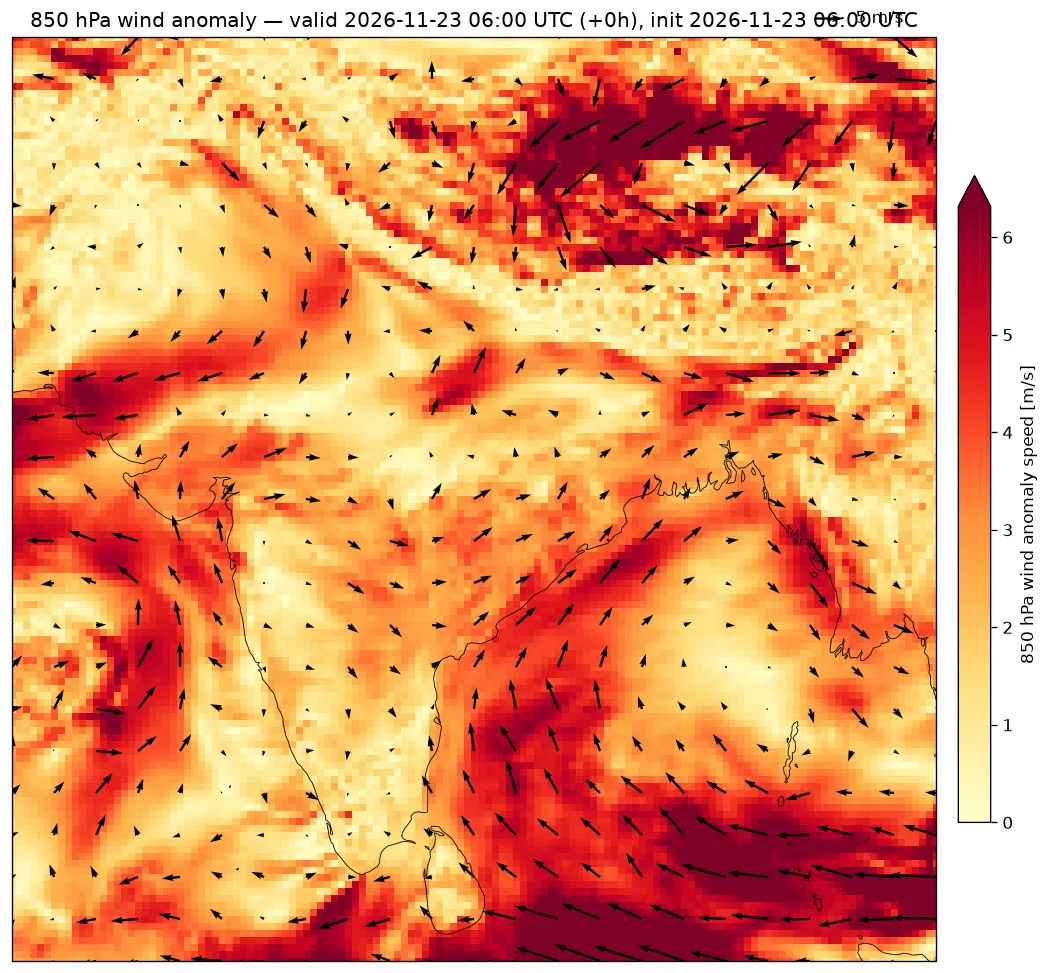 850 hPa wind anomaly — valid 2026-11-23 06:00 UTC (+0h), init 2026-11-23 06:00 UTC
5 m/s
6
5
4
3
2
1
0
850 hPa wind anomaly speed [m/s]